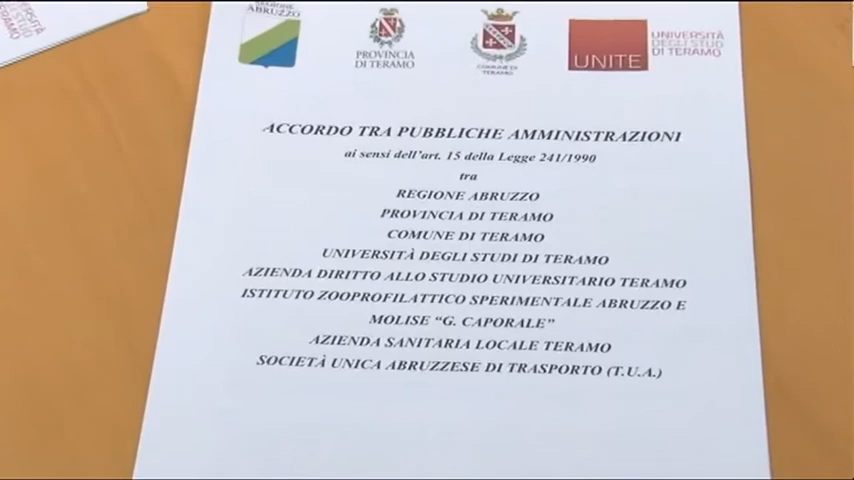 REGIONE
ABRUZZO
PROVINCIA
DI TERAMO
COMUNE DI
TERAMO
UNITE
UNIVERSITÀ
DEGLI STUDI
DI TERAMO
ACCORDO TRA PUBBLICHE AMMINISTRAZIONI
ai sensi dell'art. 15 della Legge 241/1990
tra
REGIONE ABRUZZO
PROVINCIA DI TERAMO
COMUNE DI TERAMO
UNIVERSITÀ DEGLI STUDI DI TERAMO
AZIENDA DIRITTO ALLO STUDIO UNIVERSITARIO TERAMO
ISTITUTO ZOOPROFILATTICO SPERIMENTALE ABRUZZO E
MOLISE "G. CAPORALE"
AZIENDA SANITARIA LOCALE TERAMO
SOCIETÀ UNICA ABRUZZESE DI TRASPORTO (T.U.A.)